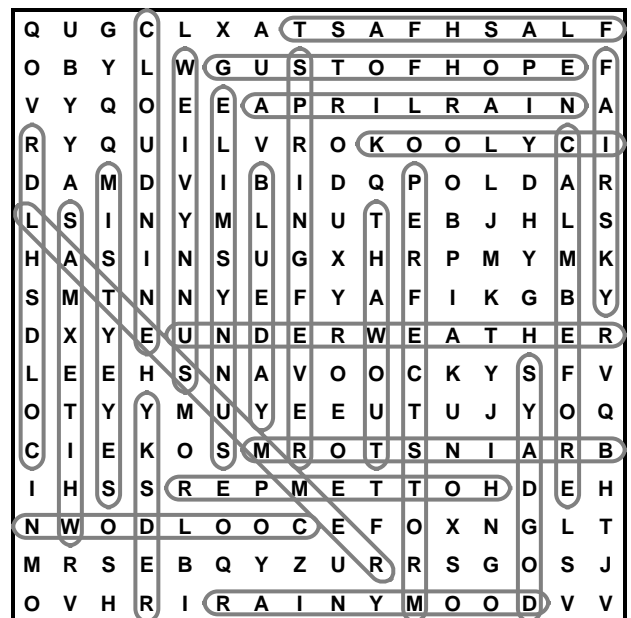 Q U G C L X A T S A F H S A L F
O B Y L W G U S T O F H O P E F
V Y Q O E E A P R I L R A I N A
R Y Q U I L V R O K O O L Y C I
D A M D V I B I D Q P O L D A R
L S I N Y M L N U T E B J H L S
H A S I N S U G X H R P M Y M K
S M T N N Y E F Y A F I K G B Y
D X Y E U N D E R W E A T H E R
L E E H S N A V O O C K Y S F V
O T Y Y M U Y E E U T U J Y O Q
C I E K O S M R O T S N I A R B
I H S S R E P M E T T O H D E H
N W O D L O O C E F O X N G L T
M R S E B Q Y Z U R R S G O S J
O V H R I R A I N Y M O O D V V